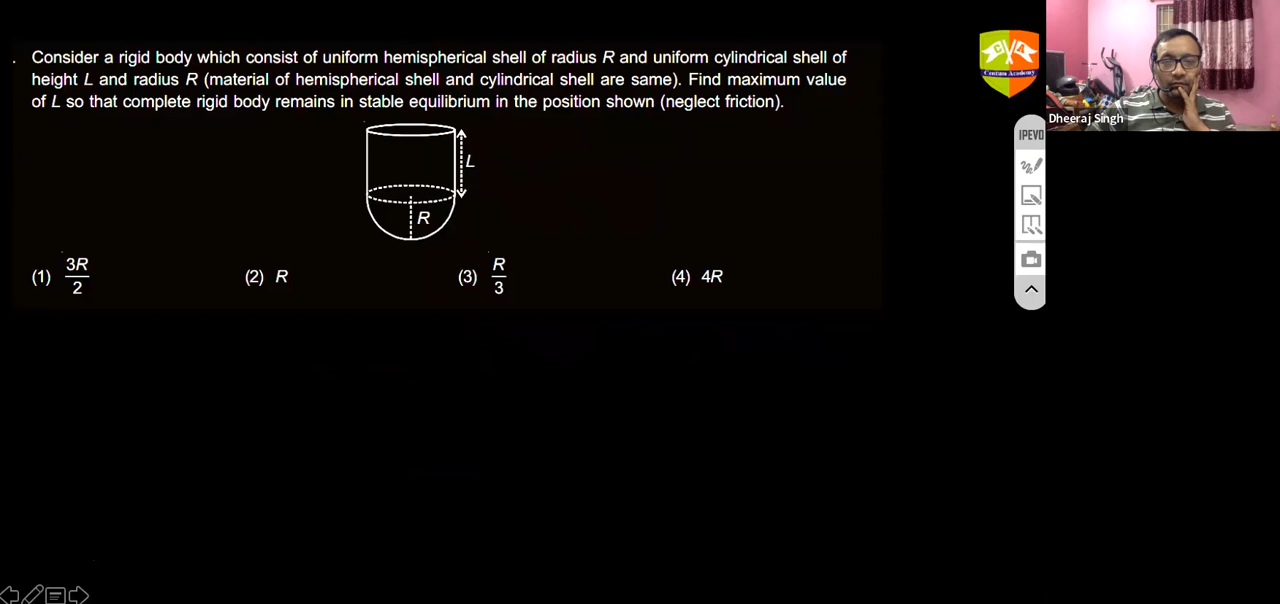 . Consider a rigid body which consist of uniform hemispherical shell of radius R and uniform cylindrical shell of
height L and radius R (material of hemispherical shell and cylindrical shell are same). Find maximum value
of L so that complete rigid body remains in stable equilibrium in the position shown (neglect friction).
L
R
(1) 3R/2 (2) R (3) R/3 (4) 4R
C A
Centum Academy
Dheeraj Singh
IPEVO